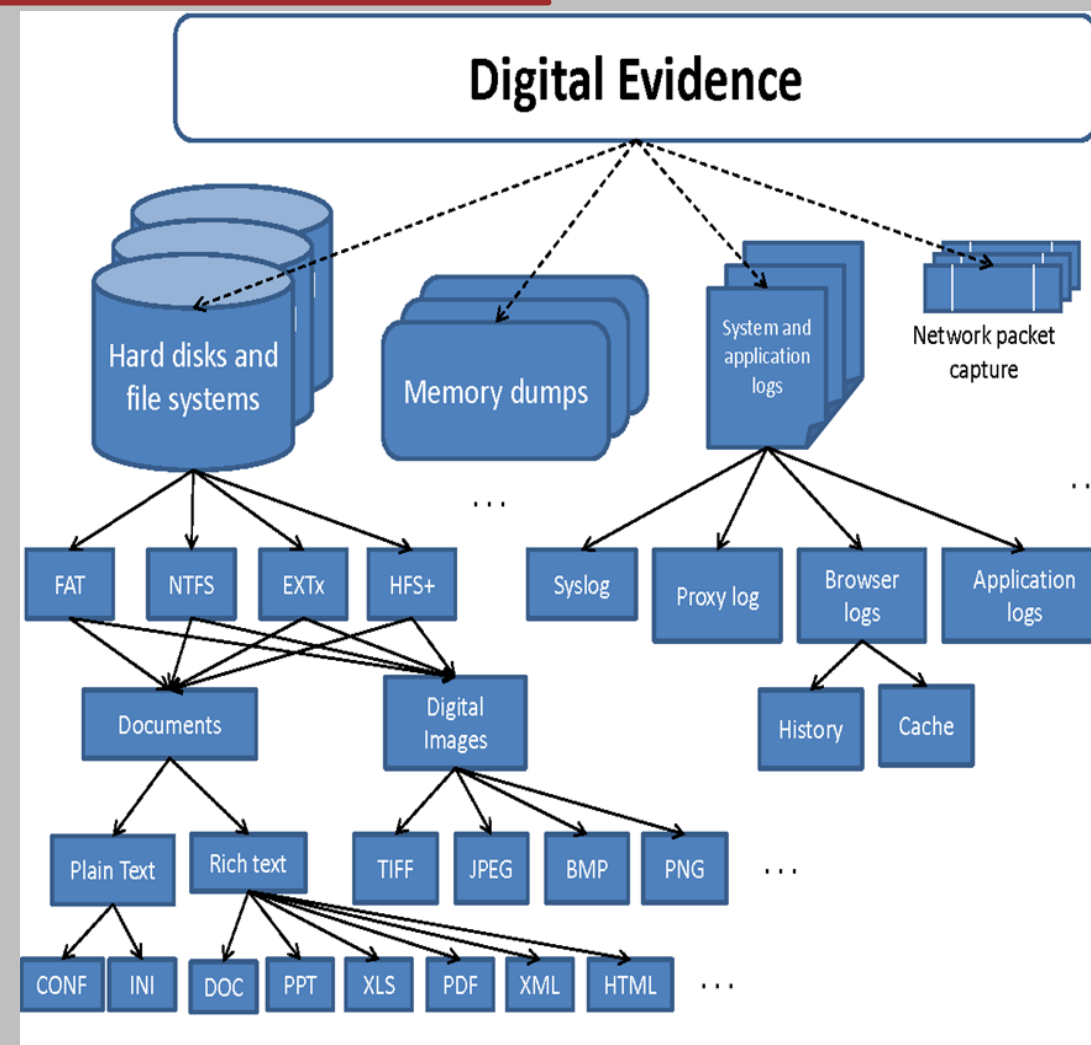 Digital Evidence
Hard disks and
file systems
Memory dumps
System and
application
logs
Network packet
capture
. . .
. .
FAT
NTFS
EXTx
HFS+
Syslog
Proxy log
Browser
logs
Application
logs
Documents
Digital
Images
History
Cache
Plain Text
Rich text
TIFF
JPEG
BMP
PNG
. . .
CONF
INI
DOC
PPT
XLS
PDF
XML
HTML
. . .